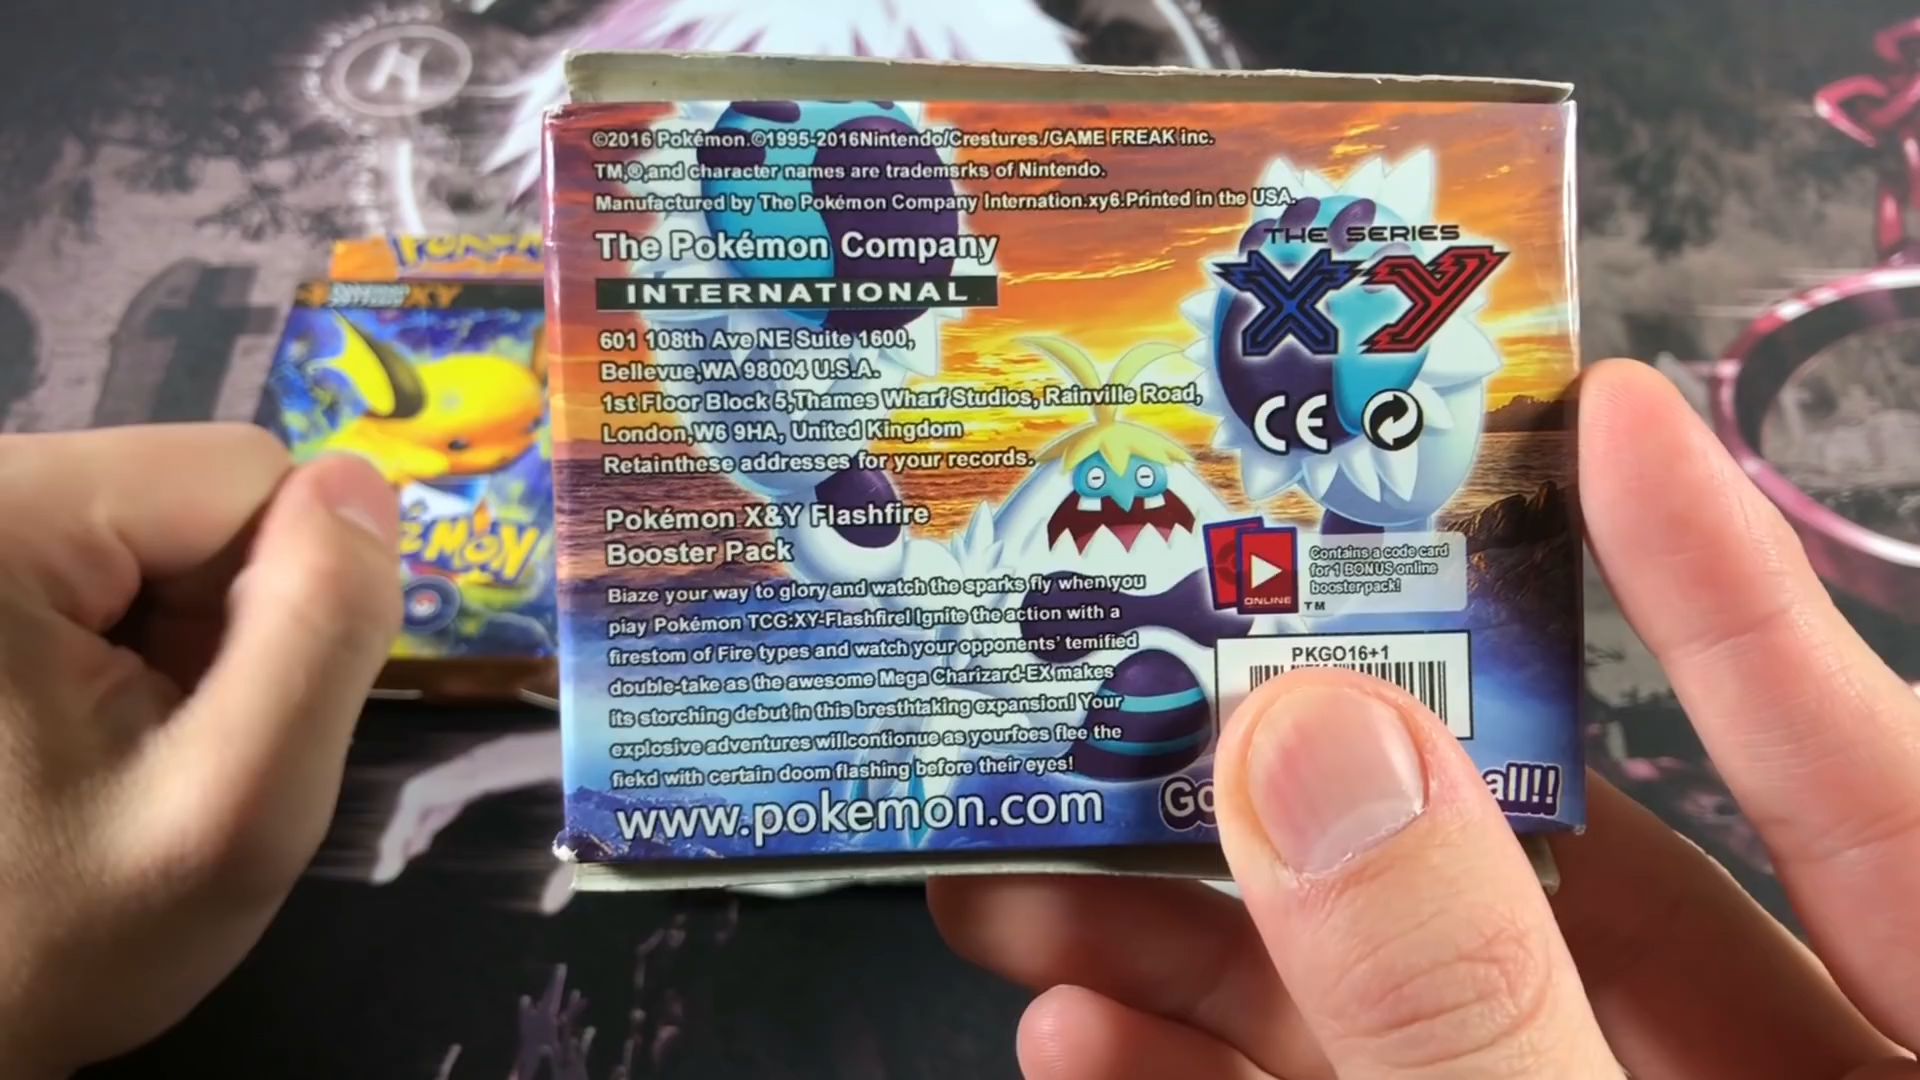 ©2016 Pokémon.©1995-2016Nintendo/Crestures./GAME FREAK inc.
TM,®,and character names are trademsrks of Nintendo.
Manufactured by The Pokémon Company Internation.xy6.Printed in the USA.
The Pokémon Company
INTERNATIONAL
601 108th Ave NE Suite 1600,
Bellevue,WA 98004 U.S.A.
1st Floor Block 5,Thames Wharf Studios, Rainville Road,
London,W6 9HA, United Kingdom
Retainthese addresses for your records.
Pokémon X&Y Flashfire
Booster Pack
Biaze your way to glory and watch the sparks fly when you
piay Pokémon TCG:XY-Flashfirel Ignite the action with a
firestom of Fire types and watch your opponents' temified
double-take as the awesome Mega Charizard-EX makes
its storching debut in this bresthtaking expansion! Your
explosive adventures willcontionue as yourfoes flee the
fiekd with certain doom flashing before their eyes!
www.pokemon.com
THE SERIES
XY
CE
ONLINE
TM
Contains a code card
for 1 BONUS online
booster pack!
PKGO16+1
Go
all!!
XY